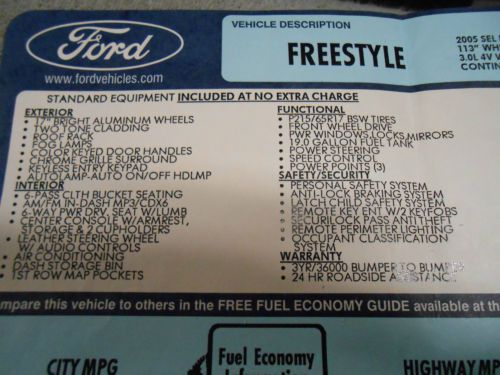 Ford
www.fordvehicles.com
VEHICLE DESCRIPTION
FREESTYLE
2005 SEL
113" WH
3.0L 4V V
CONTIN
STANDARD EQUIPMENT INCLUDED AT NO EXTRA CHARGE
EXTERIOR
• 17" BRIGHT ALUMINUM WHEELS
• TWO TONE CLADDING
• ROOF RACK
• FOG LAMPS
• COLOR KEYED DOOR HANDLES
• CHROME GRILLE SURROUND
• KEYLESS ENTRY KEYPAD
• AUTOLAMP-AUTO ON/OFF HDLMP
INTERIOR
• 6-PASS CLTH BUCKET SEATING
• AM/FM IN-DASH MP3/CDX6
• 6-WAY PWR DRV. SEAT W/LUMB
• CENTER CONSOLE W/ARMREST,
STORAGE & 2 CUPHOLDERS
• LEATHER STEERING WHEEL
W/ AUDIO CONTROLS
• AIR CONDITIONING
• DASH STORAGE BIN
• 1ST ROW MAP POCKETS
FUNCTIONAL
• P215/65R17 BSW TIRES
• FRONT WHEEL DRIVE
• PWR WINDOWS,LOCKS,MIRRORS
• 19.0 GALLON FUEL TANK
• POWER STEERING
• SPEED CONTROL
• POWER POINTS (3)
SAFETY/SECURITY
• PERSONAL SAFETY SYSTEM
• ANTI-LOCK BRAKING SYSTEM
• LATCH CHILD SAFETY SYSTEM
• REMOTE KEY ENT W/2 KEYFOBS
• SECURILOCK PASS ANTI THEFT
• REMOTE PERIMETER LIGHTING
• OCCUPANT CLASSIFICATION
SYSTEM
WARRANTY
• 3YR/36000 BUMPER TO BUMPER
• 24 HR ROADSIDE ASSISTANCE
mpare this vehicle to others in the FREE FUEL ECONOMY GUIDE available at the
CITY MPG
Fuel Economy
Information
HIGHWAY MP